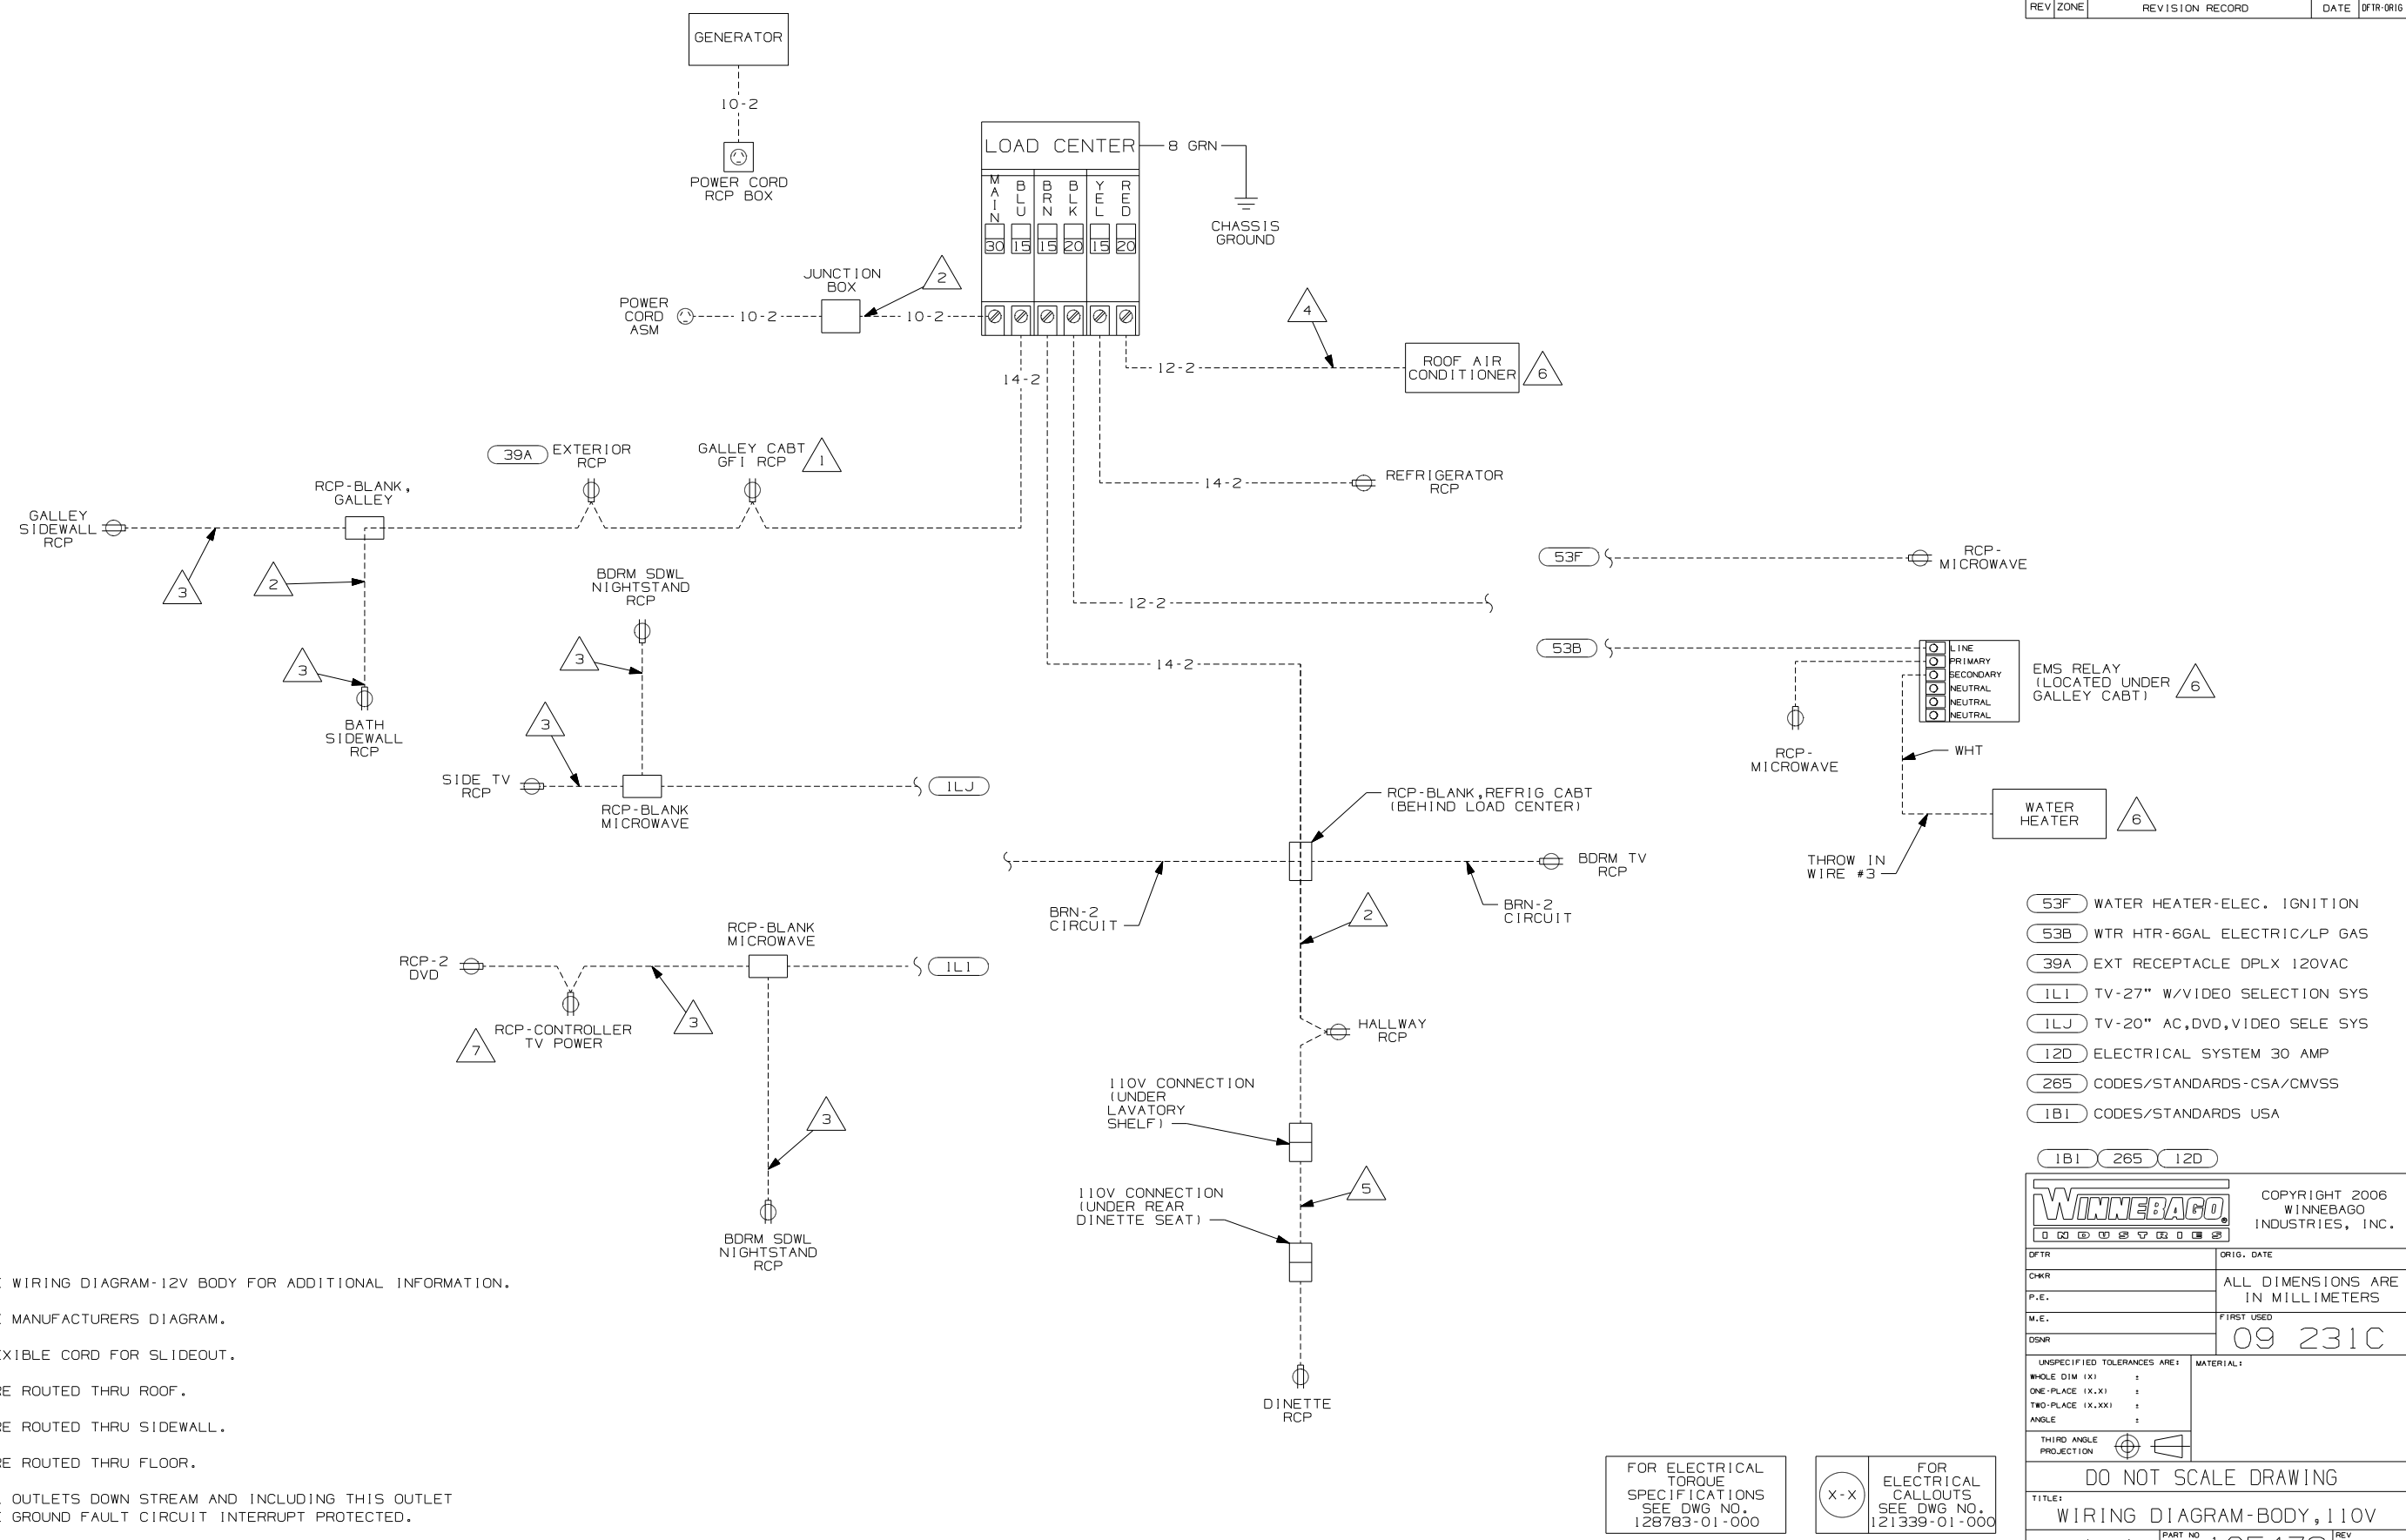 REV ZONE REVISION RECORD DATE DFTR-ORIG
GENERATOR
10-2
POWER CORD
RCP BOX
LOAD CENTER
8 GRN
CHASSIS
GROUND
MAIN BLU BRN BLK YEL RED
30 15 15 20 15 20
JUNCTION
BOX
2
POWER
CORD
ASM
10-2
10-2
4
ROOF AIR
CONDITIONER
6
12-2
14-2
39A
EXTERIOR
RCP
GALLEY CABT
GFI RCP
1
RCP-BLANK,
GALLEY
GALLEY
SIDEWALL
RCP
3
2
3
BATH
SIDEWALL
RCP
14-2
REFRIGERATOR
RCP
53F
RCP-
MICROWAVE
12-2
BDRM SDWL
NIGHTSTAND
RCP
3
3
SIDE TV
RCP
RCP-BLANK
MICROWAVE
1LJ
14-2
53B
LINE
PRIMARY
SECONDARY
NEUTRAL
NEUTRAL
NEUTRAL
EMS RELAY
(LOCATED UNDER
GALLEY CABT)
6
RCP-
MICROWAVE
WHT
WATER
HEATER
6
THROW IN
WIRE #3
RCP-BLANK,REFRIG CABT
(BEHIND LOAD CENTER)
BDRM TV
RCP
BRN-2
CIRCUIT
BRN-2
CIRCUIT
2
RCP-BLANK
MICROWAVE
RCP-2
DVD
1LI
RCP-CONTROLLER
TV POWER
7
3
3
BDRM SDWL
NIGHTSTAND
RCP
HALLWAY
RCP
110V CONNECTION
(UNDER
LAVATORY
SHELF)
110V CONNECTION
(UNDER REAR
DINETTE SEAT)
5
DINETTE
RCP
53F WATER HEATER-ELEC. IGNITION
53B WTR HTR-6GAL ELECTRIC/LP GAS
39A EXT RECEPTACLE DPLX 120VAC
1LI TV-27" W/VIDEO SELECTION SYS
1LJ TV-20" AC,DVD,VIDEO SELE SYS
12D ELECTRICAL SYSTEM 30 AMP
265 CODES/STANDARDS-CSA/CMVSS
1B1 CODES/STANDARDS USA
1B1 265 12D
WINNEBAGO
INDUSTRIES
COPYRIGHT 2006
WINNEBAGO
INDUSTRIES, INC.
DFTR
ORIG. DATE
CHKR
ALL DIMENSIONS ARE
IN MILLIMETERS
P.E.
M.E.
FIRST USED
09 231C
DSNR
UNSPECIFIED TOLERANCES ARE:
MATERIAL:
WHOLE DIM (X) ±
ONE-PLACE (X.X) ±
TWO-PLACE (X.XX) ±
ANGLE ±
THIRD ANGLE
PROJECTION
DO NOT SCALE DRAWING
TITLE:
WIRING DIAGRAM-BODY,110V
PART NO
REV
WIRING DIAGRAM-12V BODY FOR ADDITIONAL INFORMATION.
MANUFACTURERS DIAGRAM.
CORD FOR SLIDEOUT.
ROUTED THRU ROOF.
ROUTED THRU SIDEWALL.
ROUTED THRU FLOOR.
OUTLETS DOWN STREAM AND INCLUDING THIS OUTLET
GROUND FAULT CIRCUIT INTERRUPT PROTECTED.
FOR ELECTRICAL
TORQUE
SPECIFICATIONS
SEE DWG NO.
128783-01-000
X-X
FOR
ELECTRICAL
CALLOUTS
SEE DWG NO.
121339-01-000